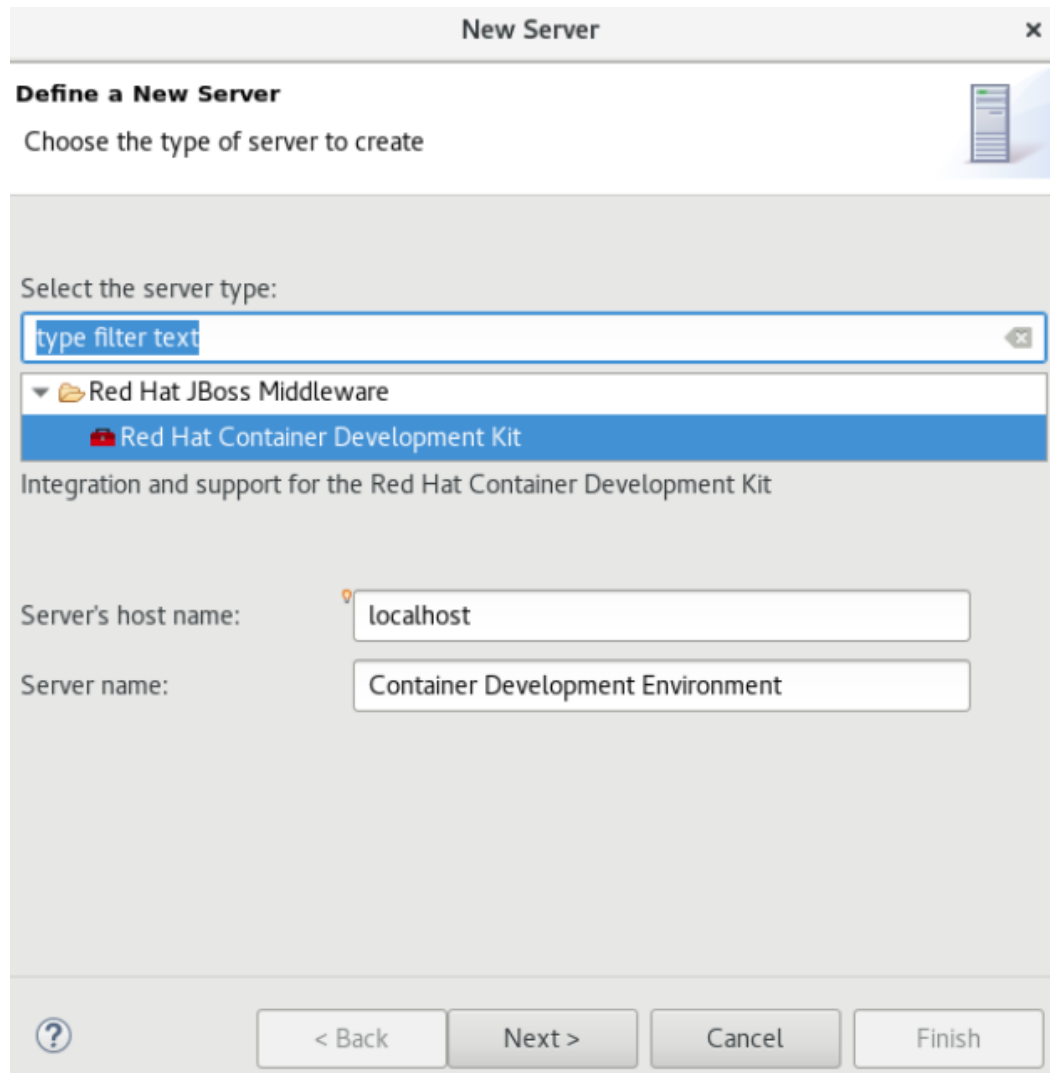 New Server
Define a New Server
Choose the type of server to create
Select the server type:
type filter text
Red Hat JBoss Middleware
Red Hat Container Development Kit
Integration and support for the Red Hat Container Development Kit
Server's host name: localhost
Server name: Container Development Environment
? < Back Next > Cancel Finish